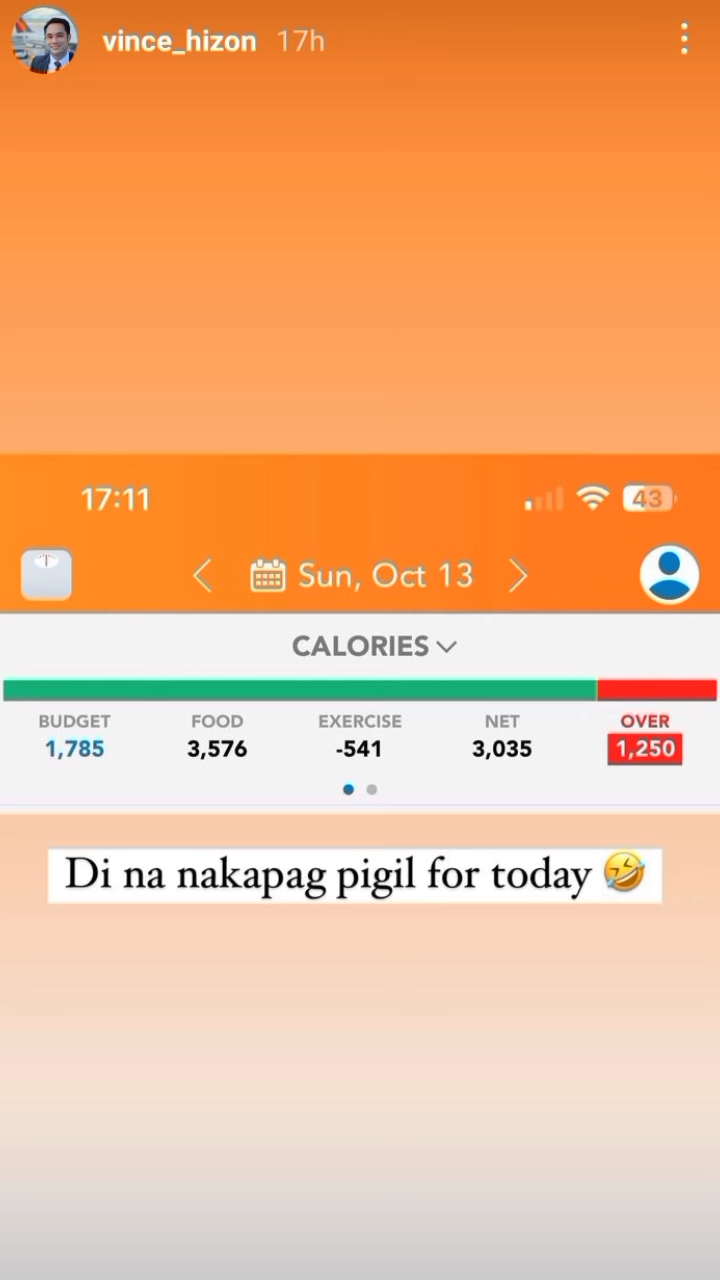 vince_hizon 17h
17:11 43
Sun, Oct 13
CALORIES
BUDGET FOOD EXERCISE NET OVER
1,785 3,576 -541 3,035 1,250
Di na nakapag pigil for today 🤣